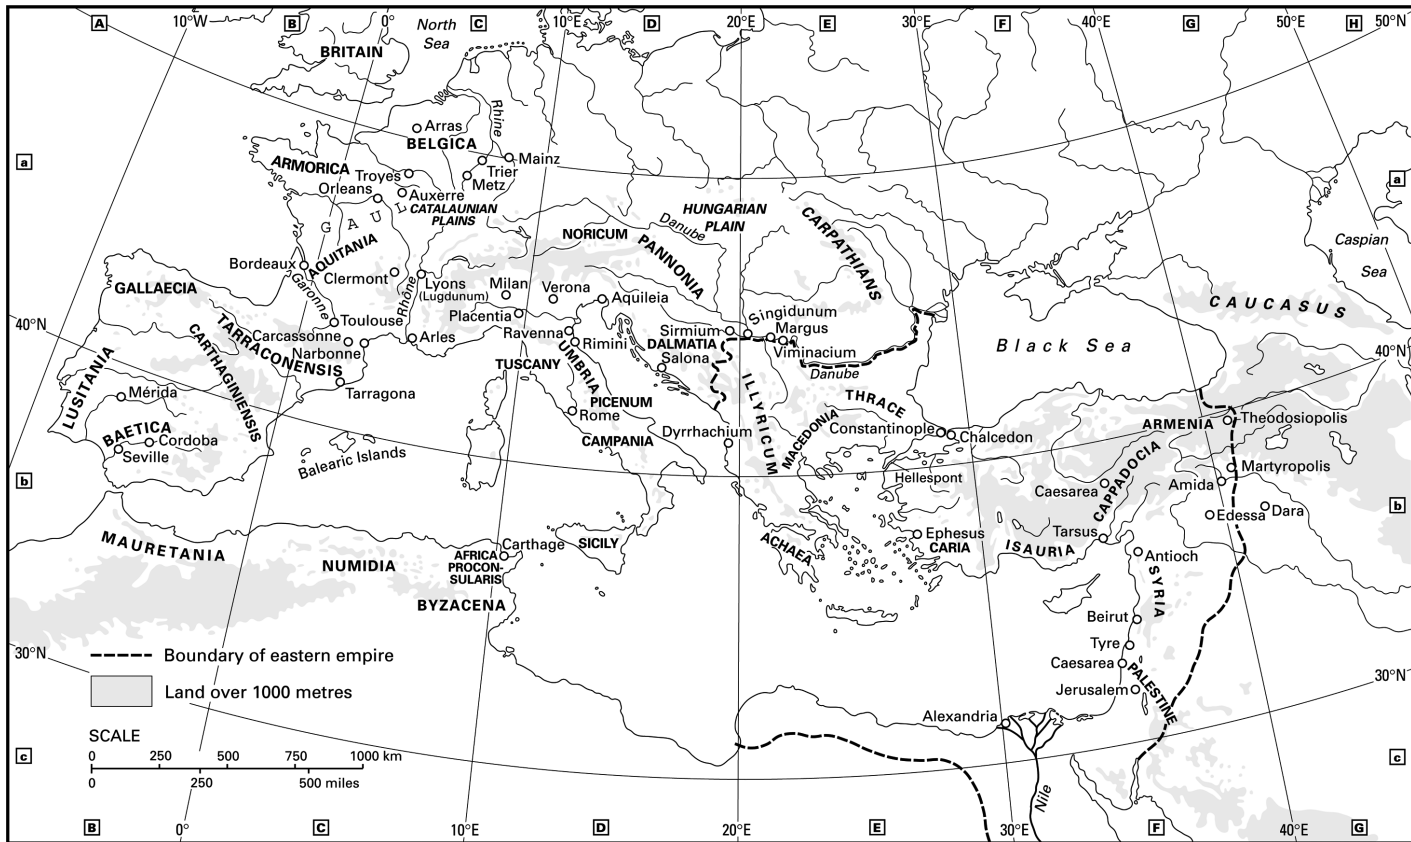 A
10°W
B
0°
North
Sea
C
10°E
D
20°E
E
30°E
F
40°E
G
50°E
H
50°N
BRITAIN
Rhine
Arras
BELGICA
a
ARMORICA
Mainz
Trier
Metz
Troyes
Orleans
Auxerre
CATALAUNIAN
PLAINS
GAUL
a
HUNGARIAN
PLAIN
Danube
CARPATHIANS
NORICUM
PANNONIA
Caspian
Sea
AQUITANIA
Bordeaux
Clermont
Garonne
Rhône
Lyons
(Lugdunum)
Milan
Verona
Aquileia
GALLAECIA
Placentia
CAUCASUS
40°N
TARRACONENSIS
Toulouse
Carcassonne
Narbonne
Arles
Ravenna
Rimini
Singidunum
Sirmium
Margus
DALMATIA
Viminacium
Salona
Danube
Black Sea
40°N
CARTHAGINIENSIS
LUSITANIA
TUSCANY
UMBRIA
Tarragona
Mérida
PICENUM
Rome
ILLYRICUM
THRACE
MACEDONIA
Constantinople
Chalcedon
Theodosiopolis
ARMENIA
BAETICA
Cordoba
Seville
Balearic Islands
CAMPANIA
Dyrrhachium
Hellespont
CAPPADOCIA
Martyropolis
Caesarea
Amida
b
b
Edessa
Dara
MAURETANIA
NUMIDIA
Carthage
AFRICA
PROCON-
SULARIS
SICILY
ACHAEA
Ephesus
CARIA
Tarsus
ISAURIA
Antioch
SYRIA
BYZACENA
Beirut
Tyre
Caesarea
PALESTINE
Jerusalem
30°N
30°N
Boundary of eastern empire
Land over 1000 metres
Alexandria
Nile
SCALE
0 250 500 750 1000 km
0 250 500 miles
c
c
B
0°
C
10°E
D
20°E
E
30°E
F
40°E
G